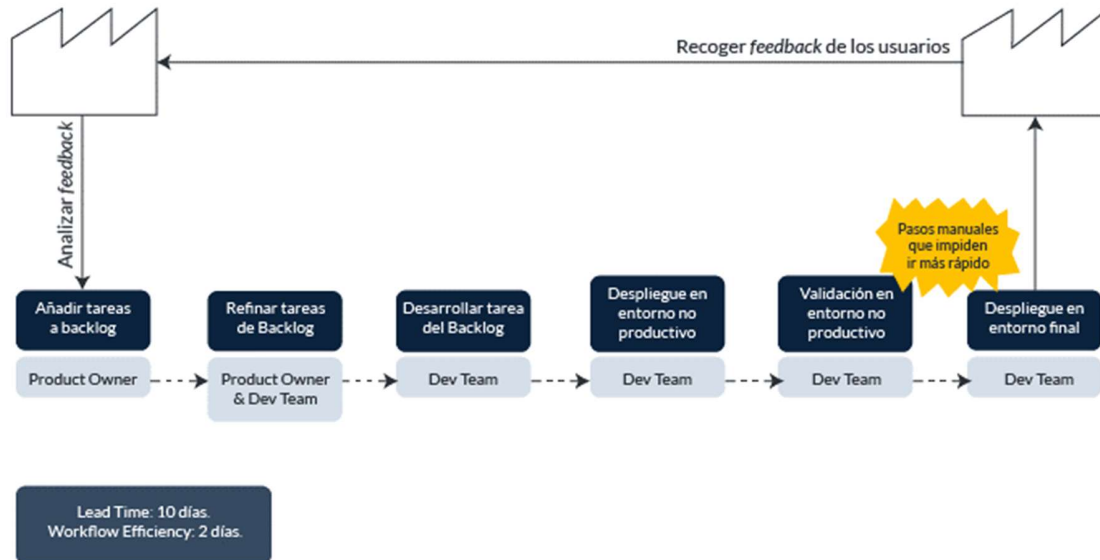 Recoger feedback de los usuarios
Analizar feedback
Pasos manuales
que impiden
ir más rápido
Añadir tareas
a backlog
Refinar tareas
de Backlog
Desarrollar tarea
del Backlog
Despliegue en
entorno no
productivo
Validación en
entorno no
productivo
Despliegue en
entorno final
Product Owner
Product Owner
& Dev Team
Dev Team
Dev Team
Dev Team
Dev Team
Lead Time: 10 días.
Workflow Efficiency: 2 días.